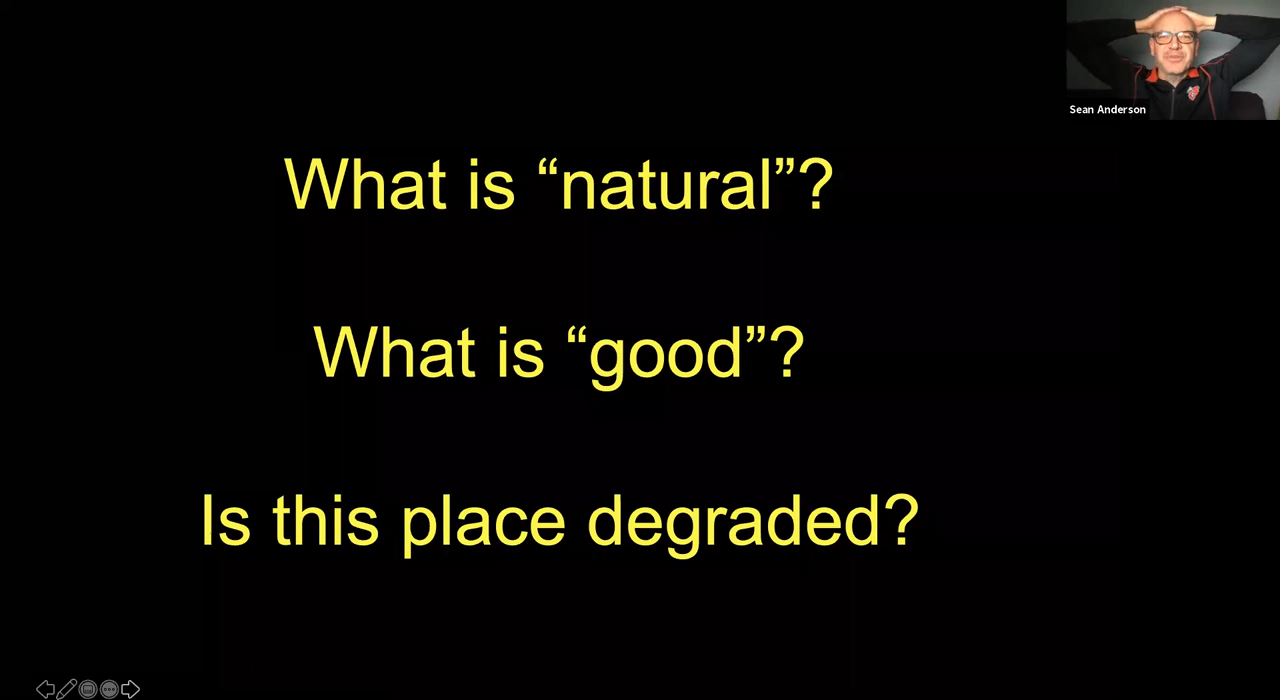 Sean Anderson
What is “natural”?
What is “good”?
Is this place degraded?